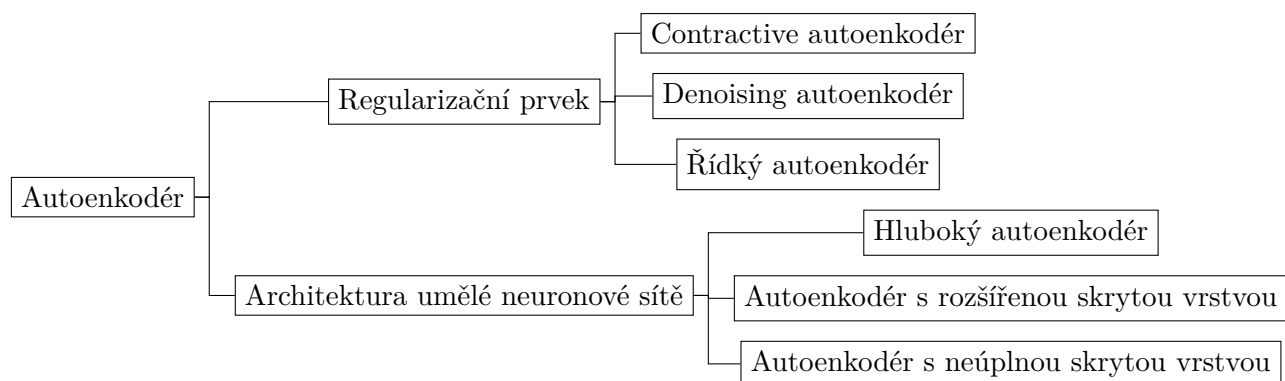 Contractive autoenkodér
Regularizační prvek
Denoising autoenkodér
Řídký autoenkodér
Autoenkodér
Hluboký autoenkodér
Architektura umělé neuronové sítě
Autoenkodér s rozšířenou skrytou vrstvou
Autoenkodér s neúplnou skrytou vrstvou